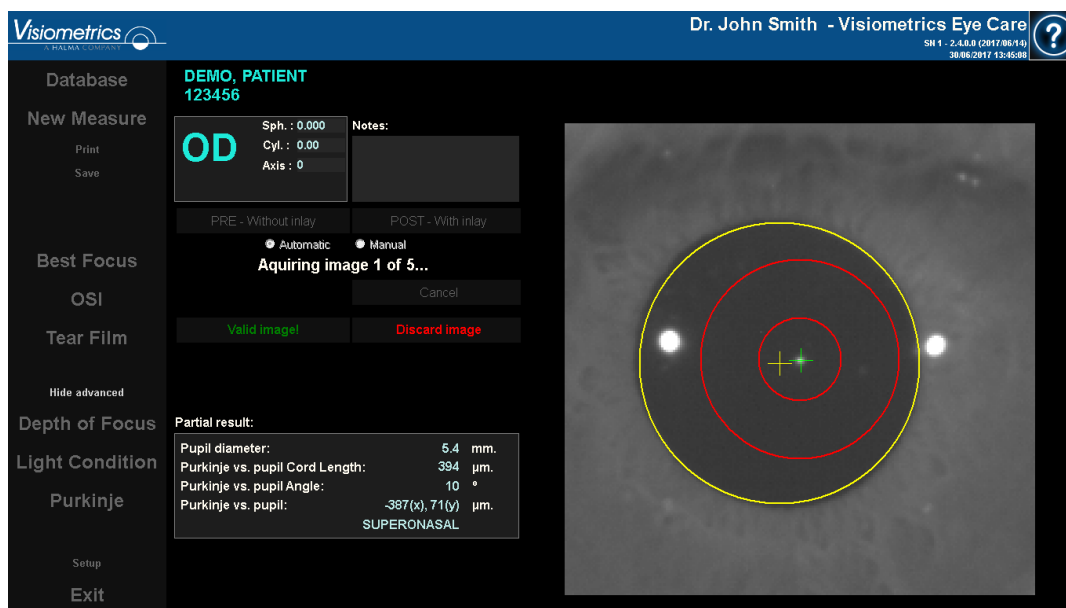 Visiometrics
A HALMA COMPANY
Dr. John Smith - Visiometrics Eye Care
SN 1 - 2.4.0.0 (2017/06/14)
30/06/2017 13:45:08
?
Database
New Measure
Print
Save
Best Focus
OSI
Tear Film
Hide advanced
Depth of Focus
Light Condition
Purkinje
Setup
Exit
DEMO, PATIENT
123456
OD
Sph. : 0.000
Cyl. : 0.00
Axis : 0
Notes:
PRE - Without inlay
POST - With inlay
Automatic
Manual
Aquiring image 1 of 5...
Cancel
Valid image!
Discard image
Partial result:
Pupil diameter: 5.4 mm.
Purkinje vs. pupil Cord Length: 394 µm.
Purkinje vs. pupil Angle: 10 °
Purkinje vs. pupil: -387(x), 71(y) µm.
SUPERONASAL